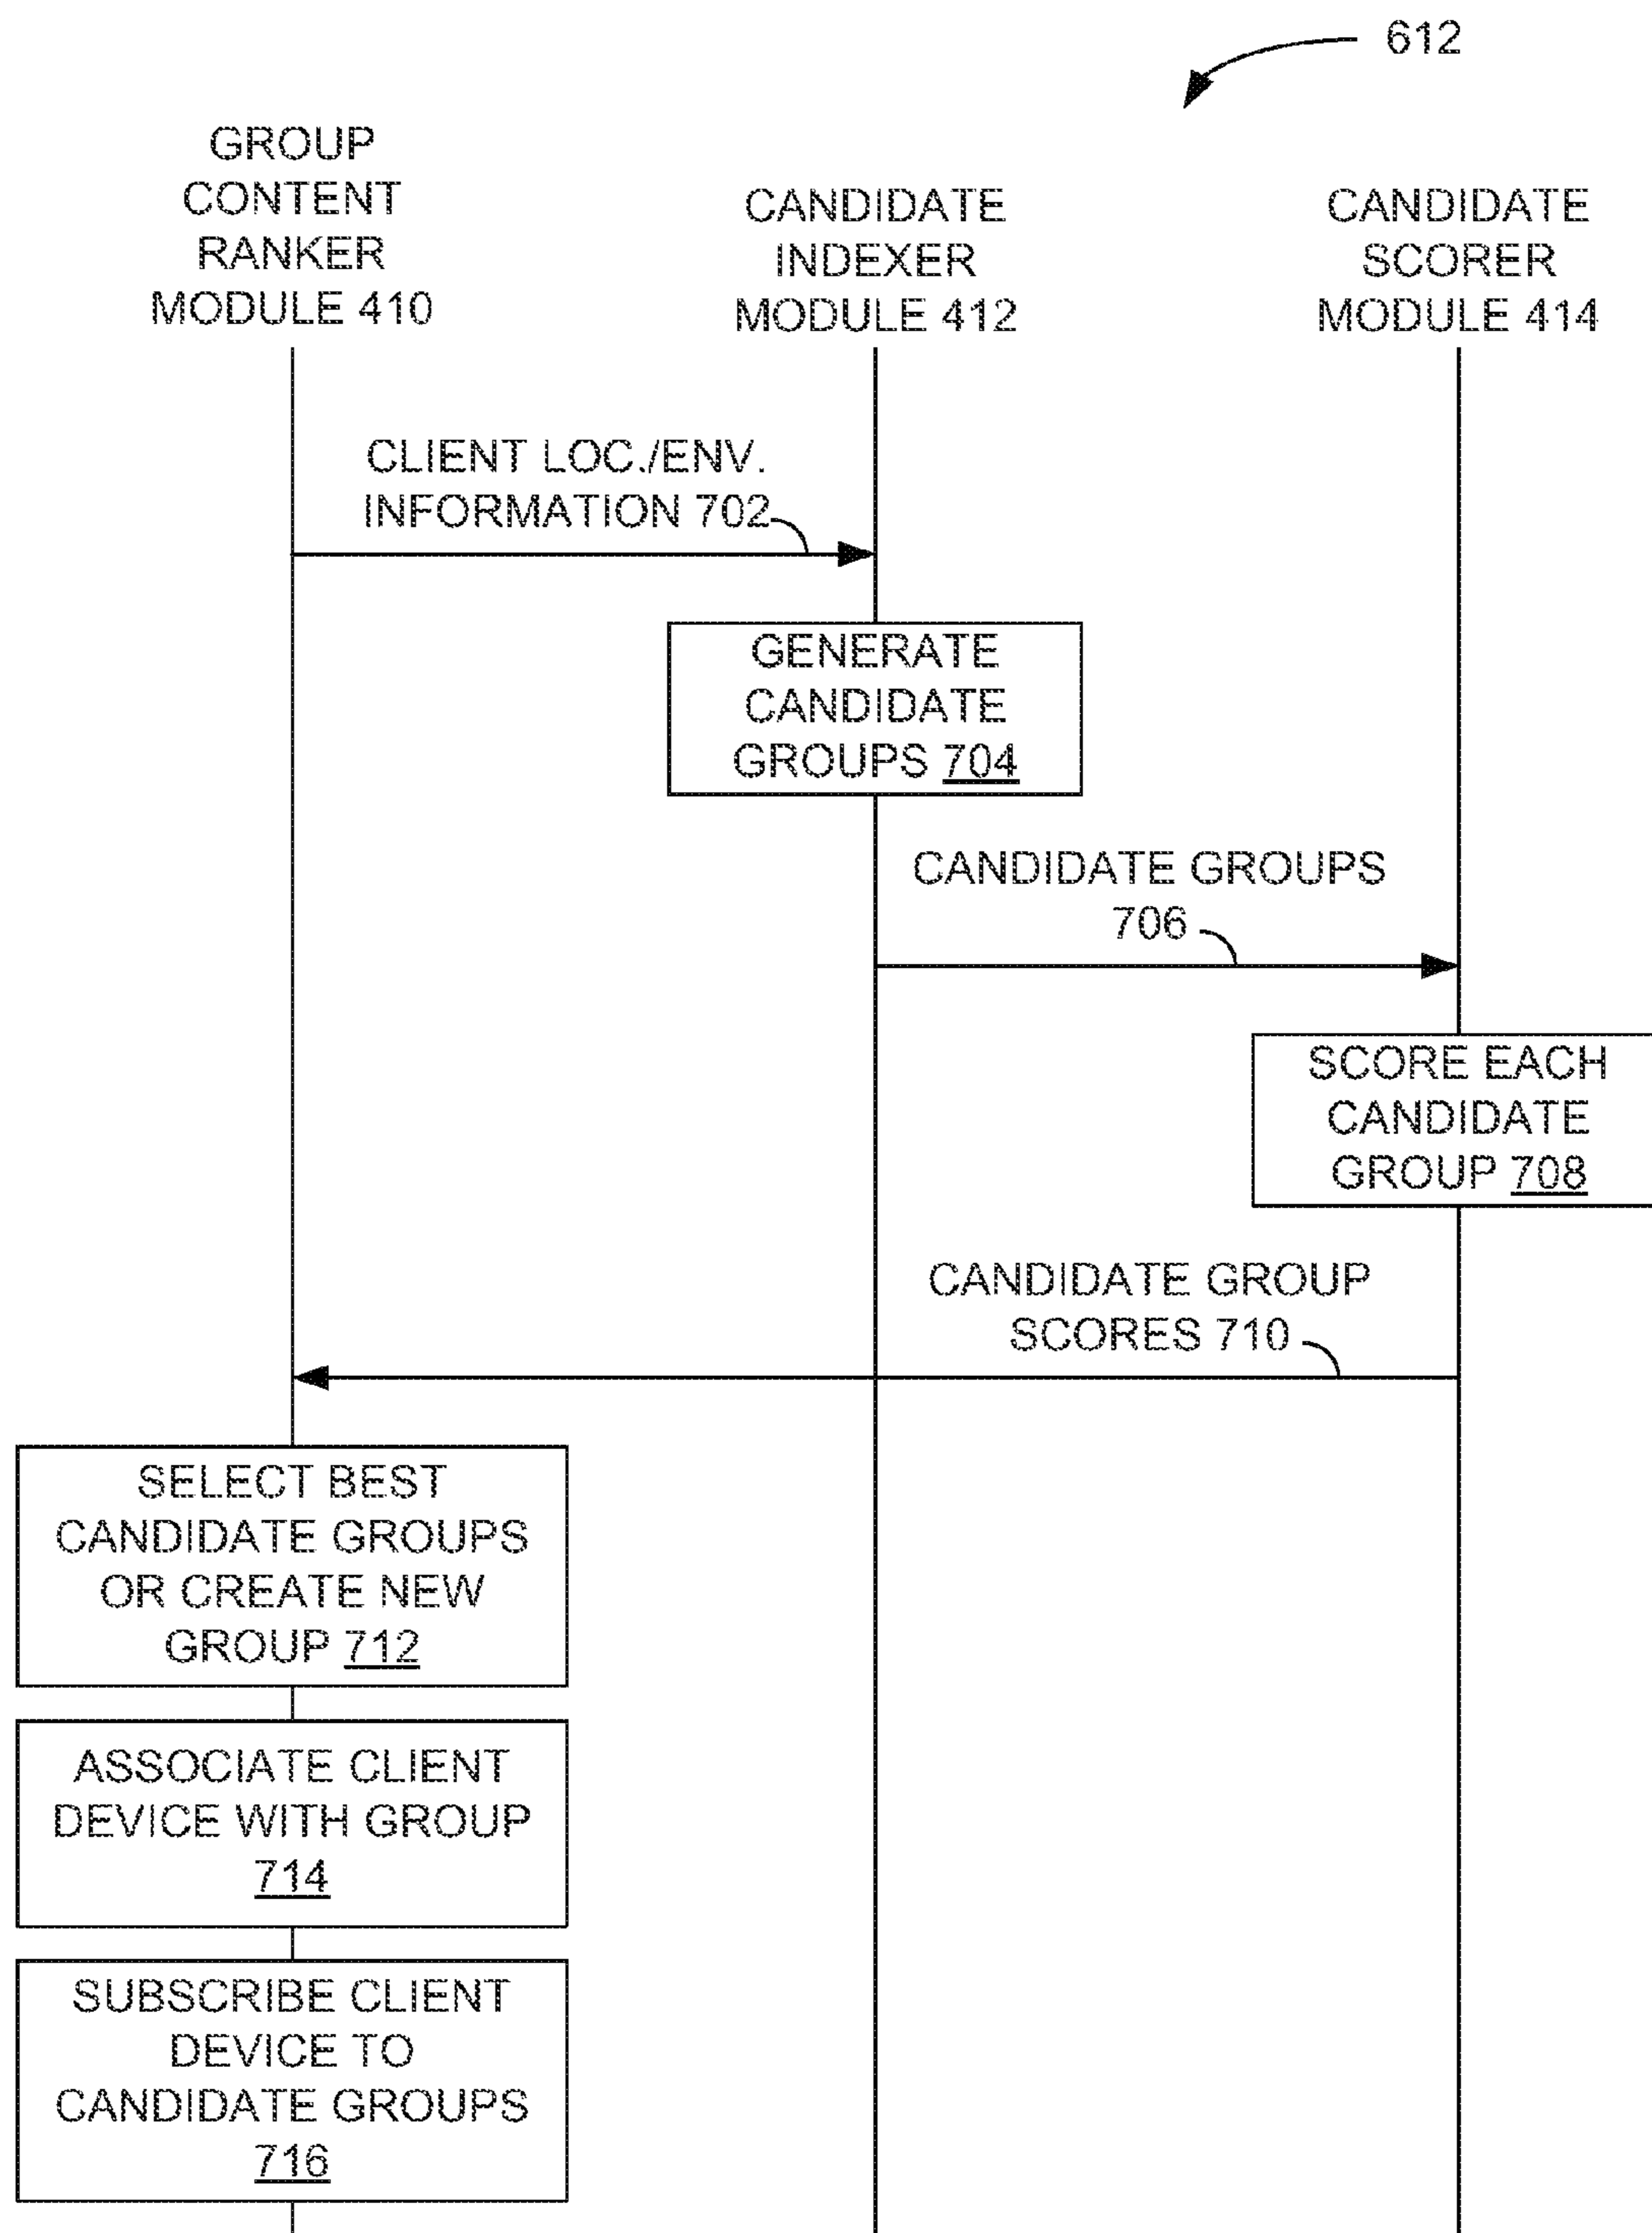 612
GROUP
CONTENT
RANKER
MODULE 410
CANDIDATE
INDEXER
MODULE 412
CANDIDATE
SCORER
MODULE 414
CLIENT LOC./ENV.
INFORMATION 702
GENERATE
CANDIDATE
GROUPS 704
CANDIDATE GROUPS
706
SCORE EACH
CANDIDATE
GROUP 708
CANDIDATE GROUP
SCORES 710
SELECT BEST
CANDIDATE GROUPS
OR CREATE NEW
GROUP 712
ASSOCIATE CLIENT
DEVICE WITH GROUP
714
SUBSCRIBE CLIENT
DEVICE TO
CANDIDATE GROUPS
716